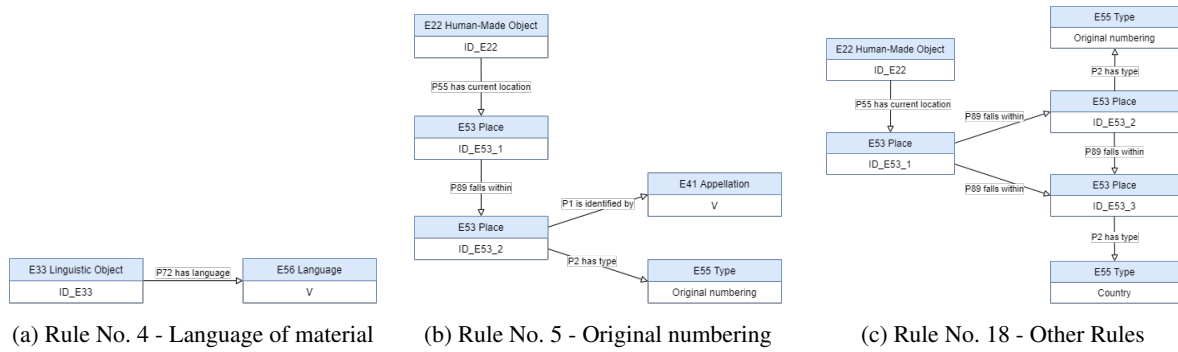 E33 Linguistic Object
ID_E33
P72 has language
E56 Language
V
(a) Rule No. 4 - Language of material
E22 Human-Made Object
ID_E22
P55 has current location
E53 Place
ID_E53_1
P89 falls within
E53 Place
ID_E53_2
P1 is identified by
E41 Appellation
V
P2 has type
E55 Type
Original numbering
(b) Rule No. 5 - Original numbering
E22 Human-Made Object
ID_E22
P55 has current location
E53 Place
ID_E53_1
P89 falls within
P89 falls within
E55 Type
Original numbering
P2 has type
E53 Place
ID_E53_2
P89 falls within
E53 Place
ID_E53_3
P2 has type
E55 Type
Country
(c) Rule No. 18 - Other Rules